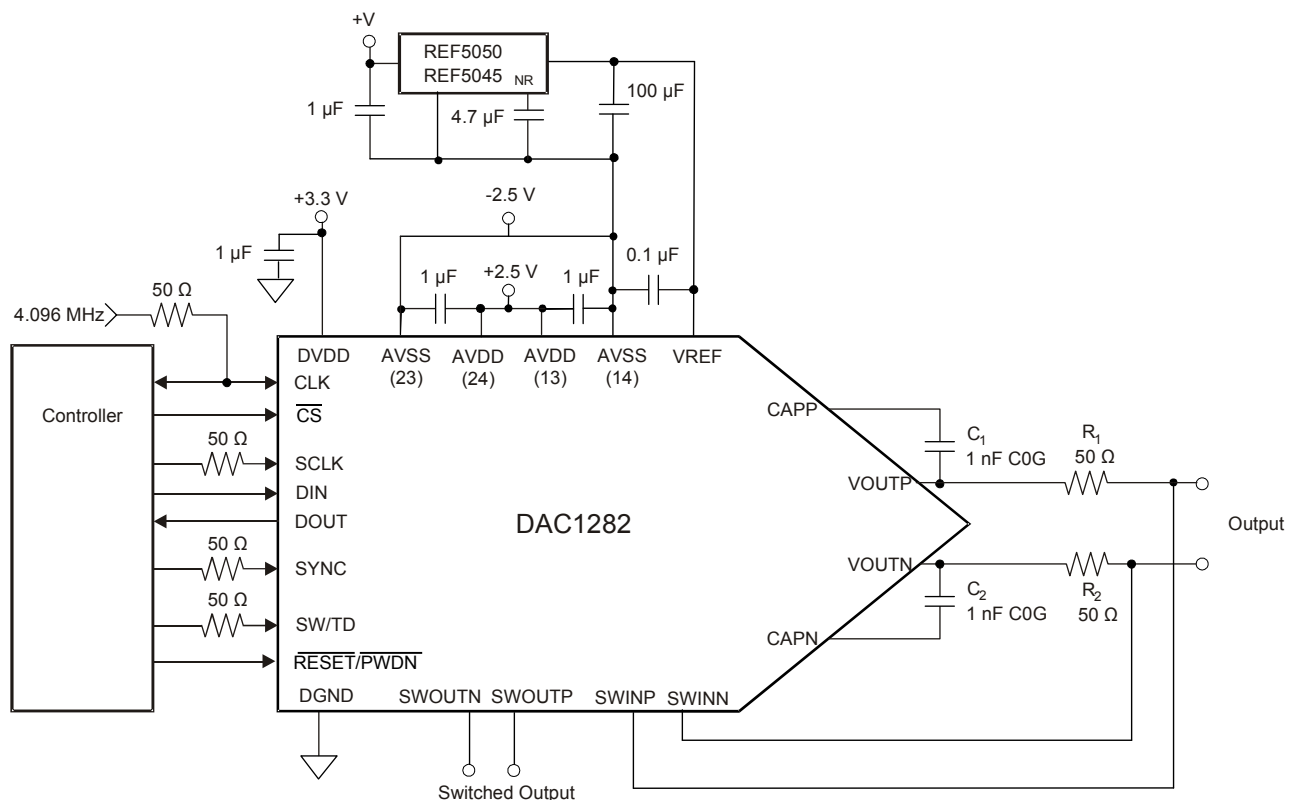 +V
REF5050
REF5045 NR
1 µF
4.7 µF
100 µF
+3.3 V
-2.5 V
1 µF
0.1 µF
1 µF
+2.5 V
1 µF
50 Ω
4.096 MHz
DVDD
AVSS
(23)
AVDD
(24)
AVDD
(13)
AVSS
(14)
VREF
Controller
CLK
CS
50 Ω
SCLK
DIN
DOUT
50 Ω
SYNC
50 Ω
SW/TD
RESET/PWDN
DAC1282
CAPP
C1
1 nF C0G
R1
50 Ω
VOUTP
Output
VOUTN
C2
1 nF C0G
R2
50 Ω
CAPN
DGND
SWOUTN
SWOUTP
SWINP
SWINN
Switched Output